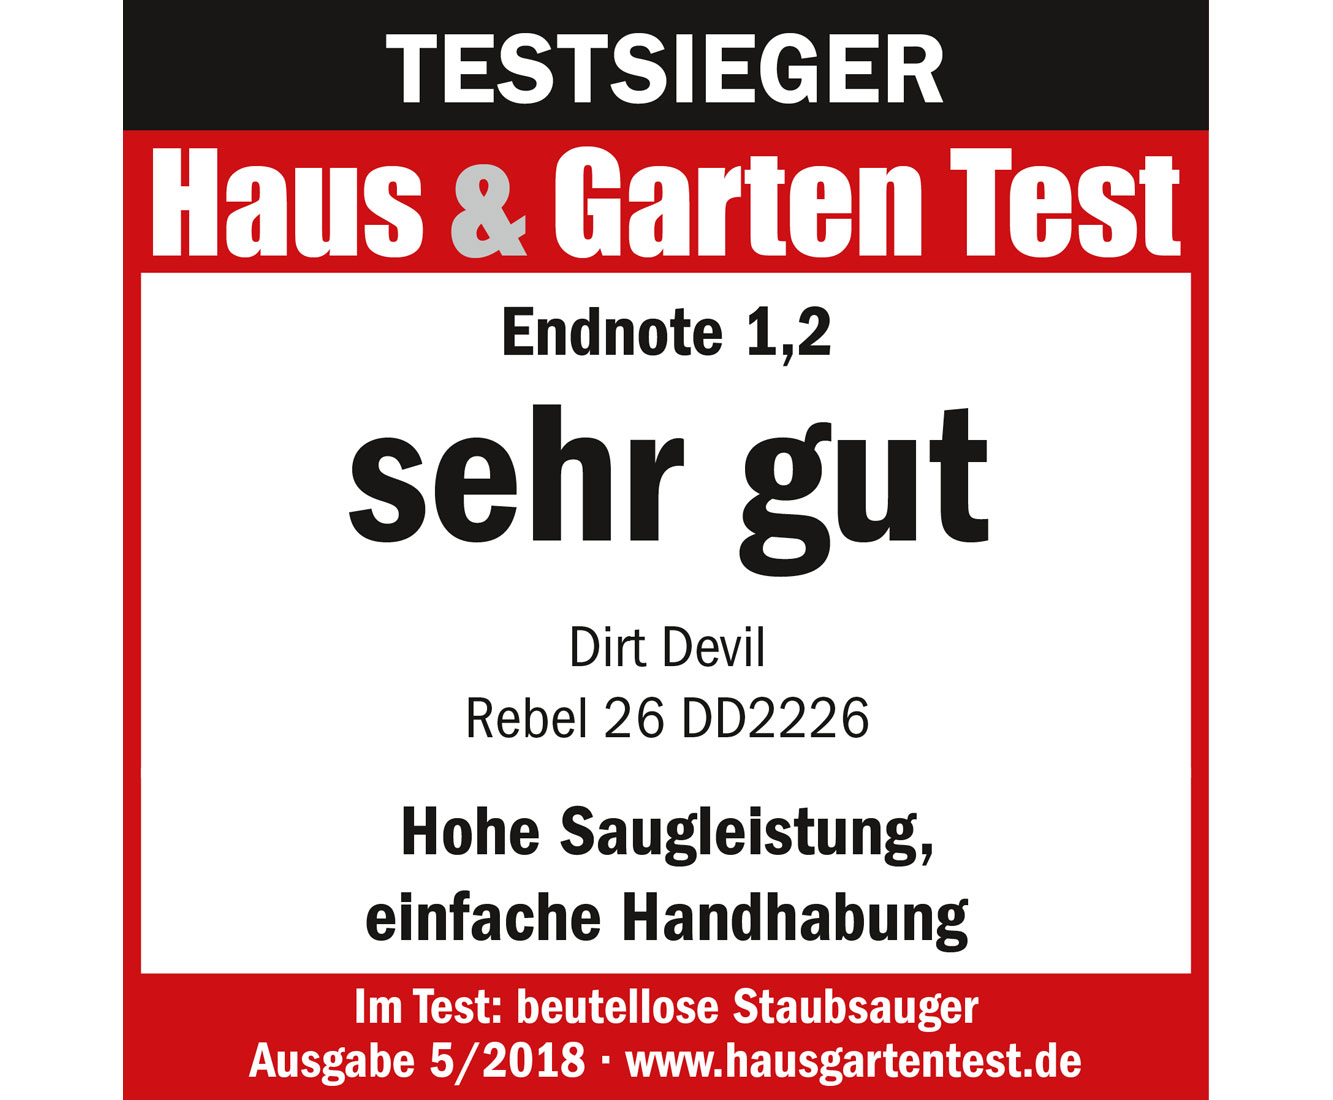 TESTSIEGER
Haus & Garten Test
Endnote 1,2
sehr gut
Dirt Devil
Rebel 26 DD2226
Hohe Saugleistung,
einfache Handhabung
Im Test: beutellose Staubsauger
Ausgabe 5/2018 · www.hausgartentest.de